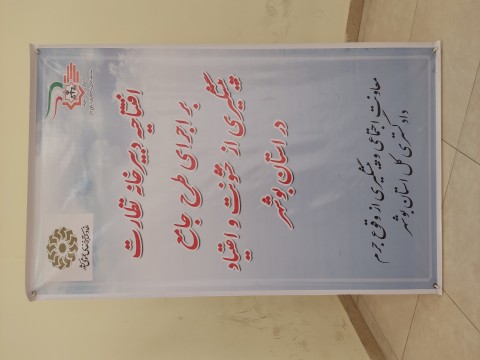 افتتاحیه دبیرخانه نظارت
بر اجرای طرح جامع
پیشگیری از خشونت و اعتیاد
در استان بوشهر
معاونت اجتماعی و پیشگیری از وقوع جرم
دادگستری کل استان بوشهر